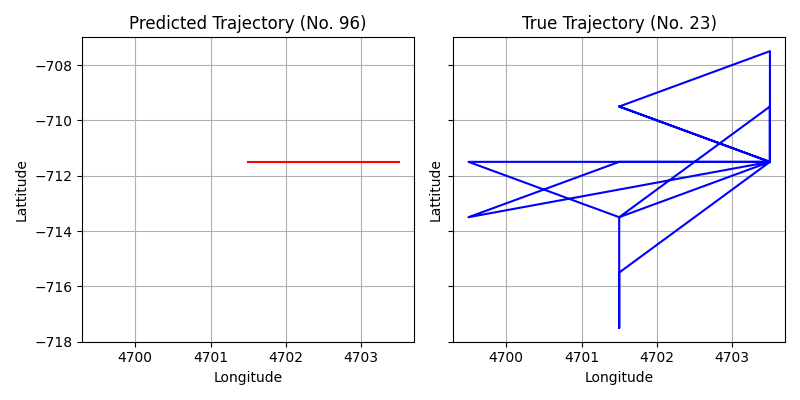 Predicted Trajectory (No. 96)
True Trajectory (No. 23)
−708
−710
−712
−714
−716
−718
Lattitude
Lattitude
4700 4701 4702 4703
4700 4701 4702 4703
Longitude
Longitude